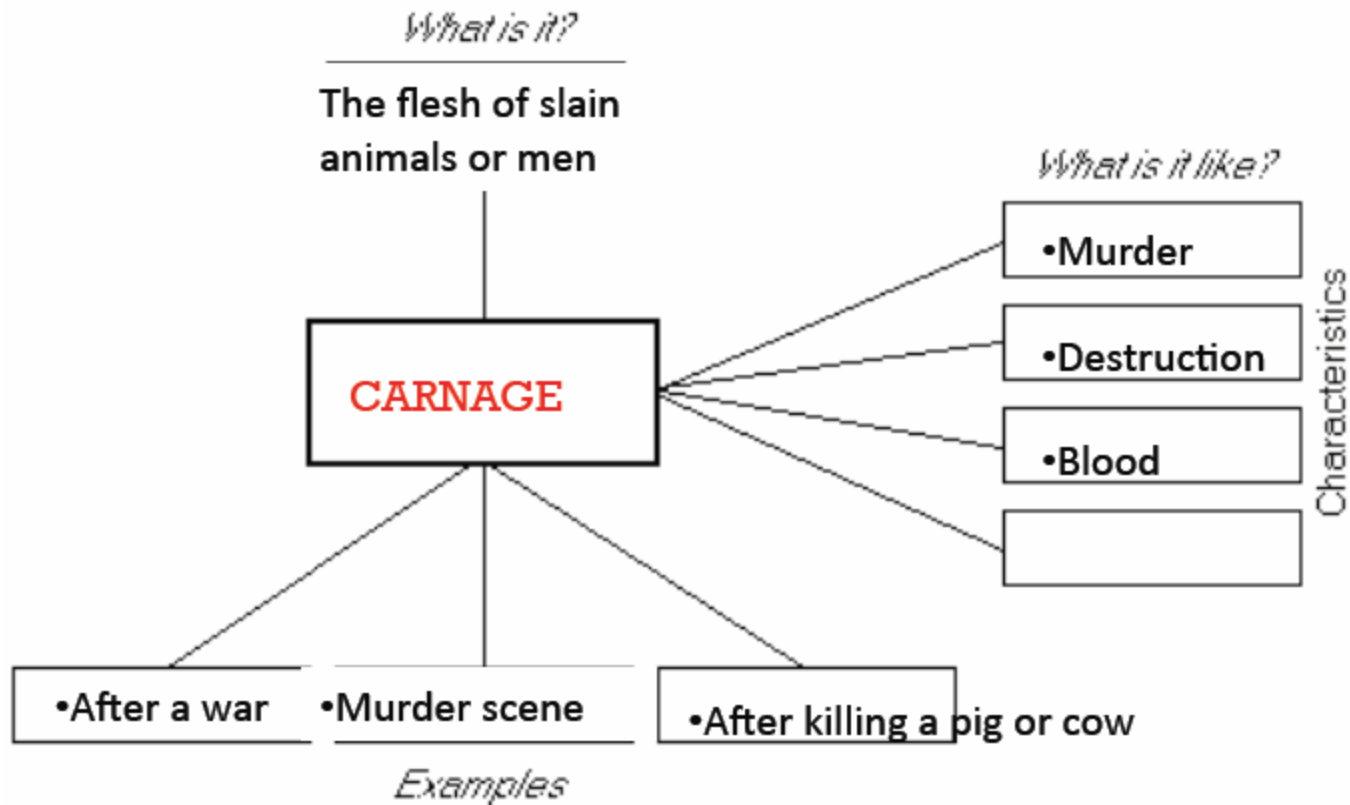 What is it?
The flesh of slain
animals or men
What is it like?
•Murder
•Destruction
•Blood
Characteristics
CARNAGE
•After a war
•Murder scene
•After killing a pig or cow
Examples